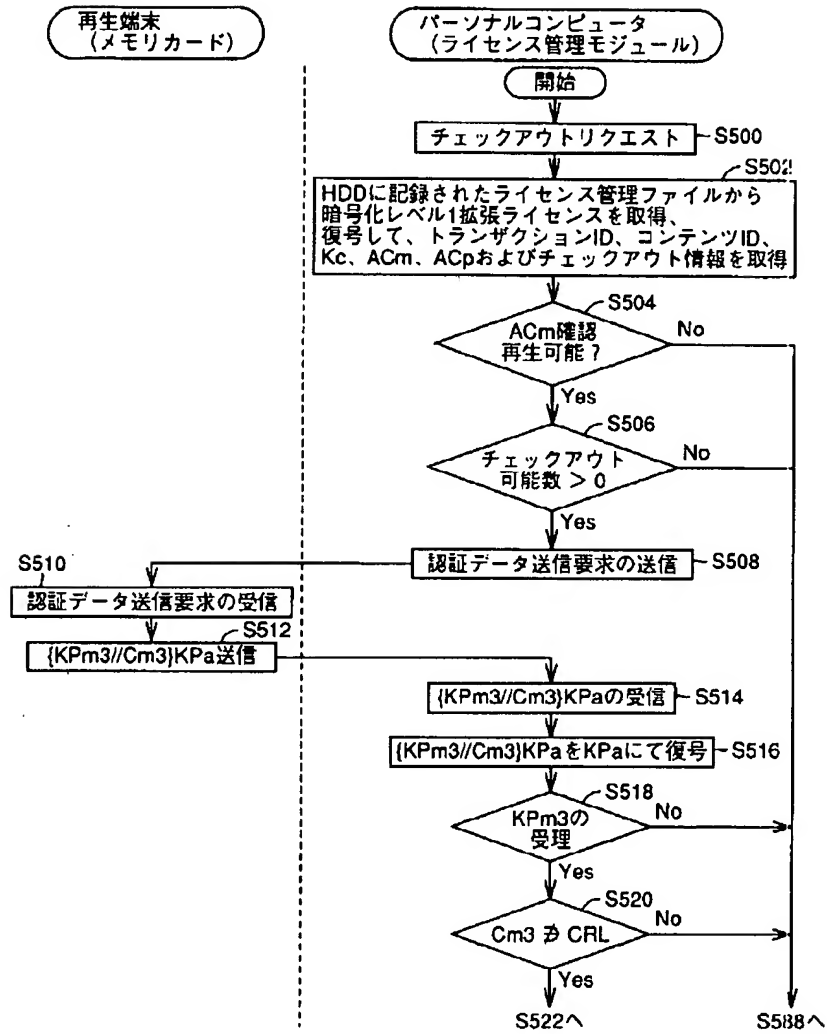 再生端末
(メモリカード)
パーソナルコンピュータ
(ライセンス管理モジュール)
開始
チェックアウトリクエスト
S500
S502
HDDに記録されたライセンス管理ファイルから
暗号化レベル1拡張ライセンスを取得、
復号して、トランザクションID、コンテンツID、
Kc、ACm、ACpおよびチェックアウト情報を取得
S504
ACm確認
再生可能?
No
Yes
S506
チェックアウト
可能数 > 0
No
Yes
認証データ送信要求の送信
S508
S510
認証データ送信要求の受信
S512
{KPm3//Cm3}KPa送信
{KPm3//Cm3}KPaの受信
S514
{KPm3//Cm3}KPaをKPaにて復号
S516
S518
KPm3の
受理
No
Yes
S520
Cm3 ∌ CRL
No
Yes
S522へ
S588へ